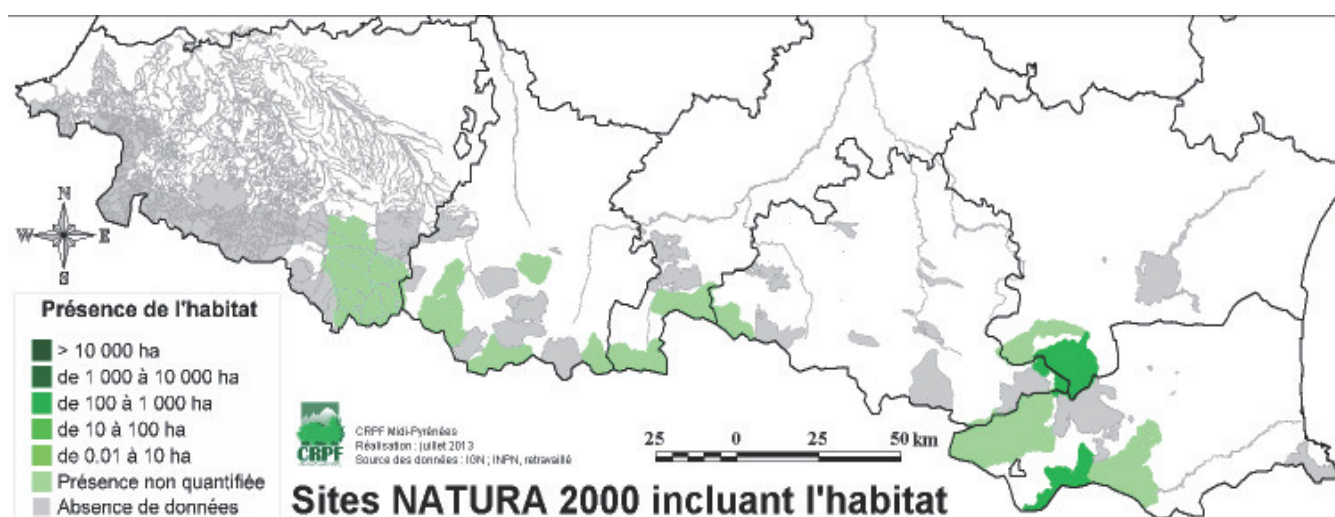 N
W E
S
Présence de l'habitat
> 10 000 ha
de 1 000 à 10 000 ha
de 100 à 1 000 ha
de 10 à 100 ha
de 0.01 à 10 ha
Présence non quantifiée
Absence de données
CRPF
CRPF Midi-Pyrénées
Réalisation : juillet 2013
Source des données : IGN ; INPN, retravaillé
25 0 25 50 km
Sites NATURA 2000 incluant l'habitat